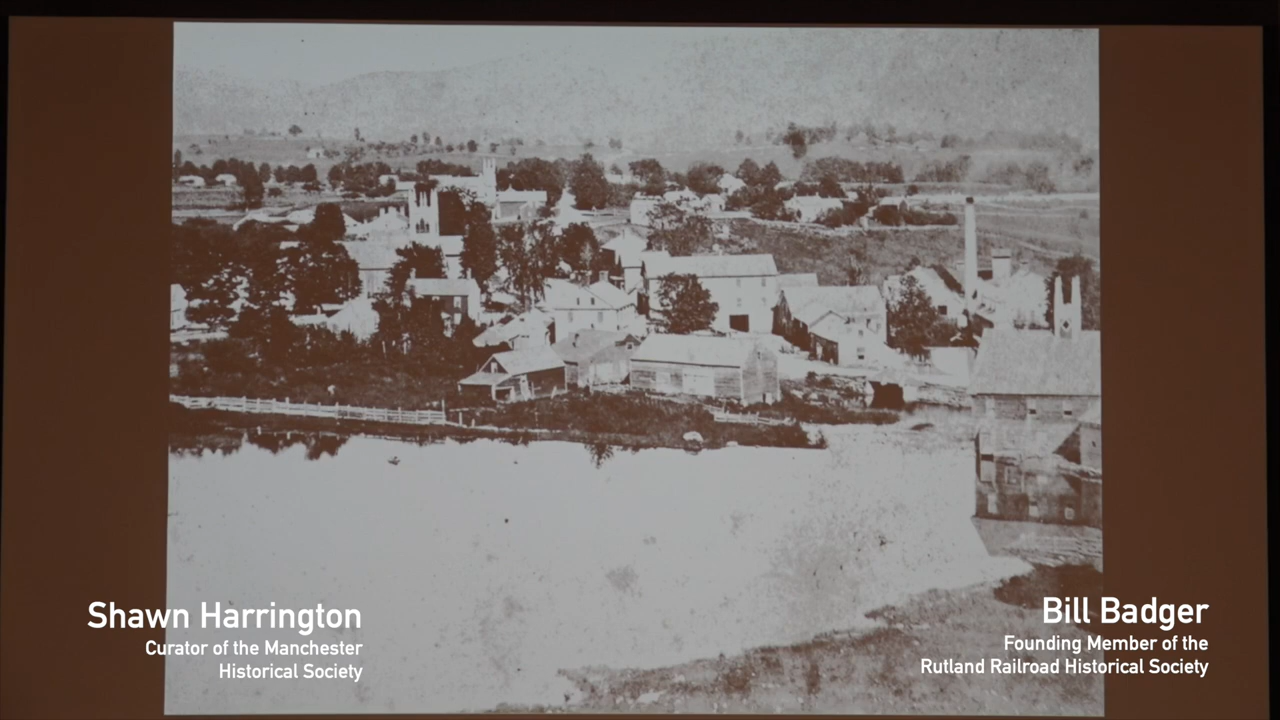 Shawn Harrington
Curator of the Manchester
Historical Society
Bill Badger
Founding Member of the
Rutland Railroad Historical Society